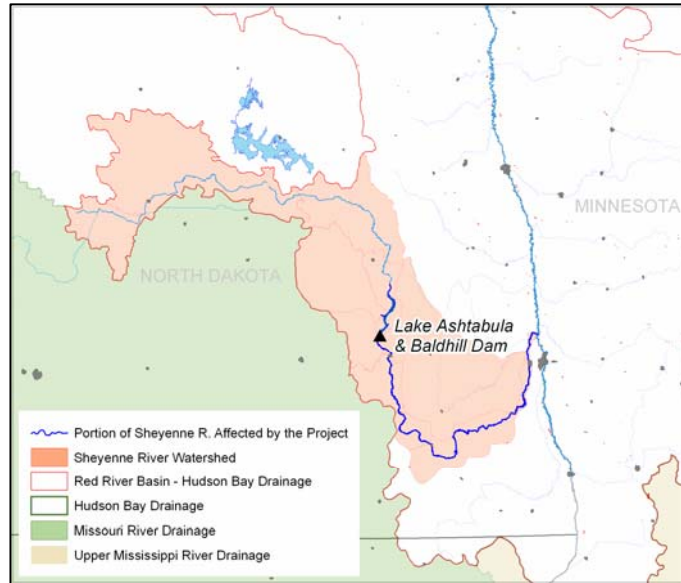 MINNESOTA
NORTH DAKOTA
Lake Ashtabula
& Baldhill Dam
Portion of Sheyenne R. Affected by the Project
Sheyenne River Watershed
Red River Basin - Hudson Bay Drainage
Hudson Bay Drainage
Missouri River Drainage
Upper Mississippi River Drainage